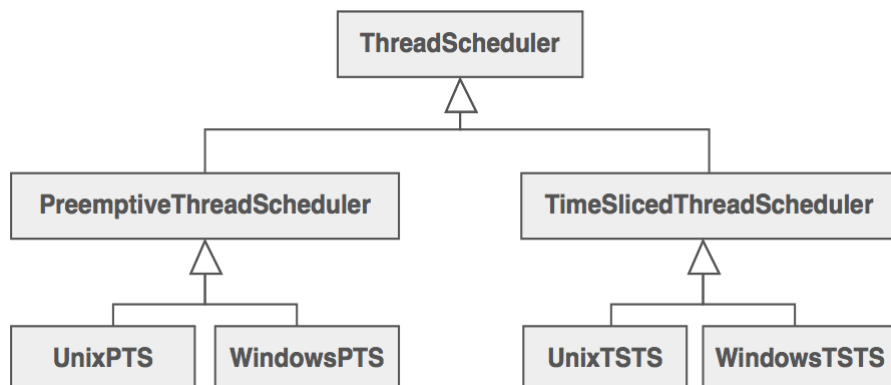 ThreadScheduler
PreemptiveThreadScheduler
TimeSlicedThreadScheduler
UnixPTS
WindowsPTS
UnixTSTS
WindowsTSTS